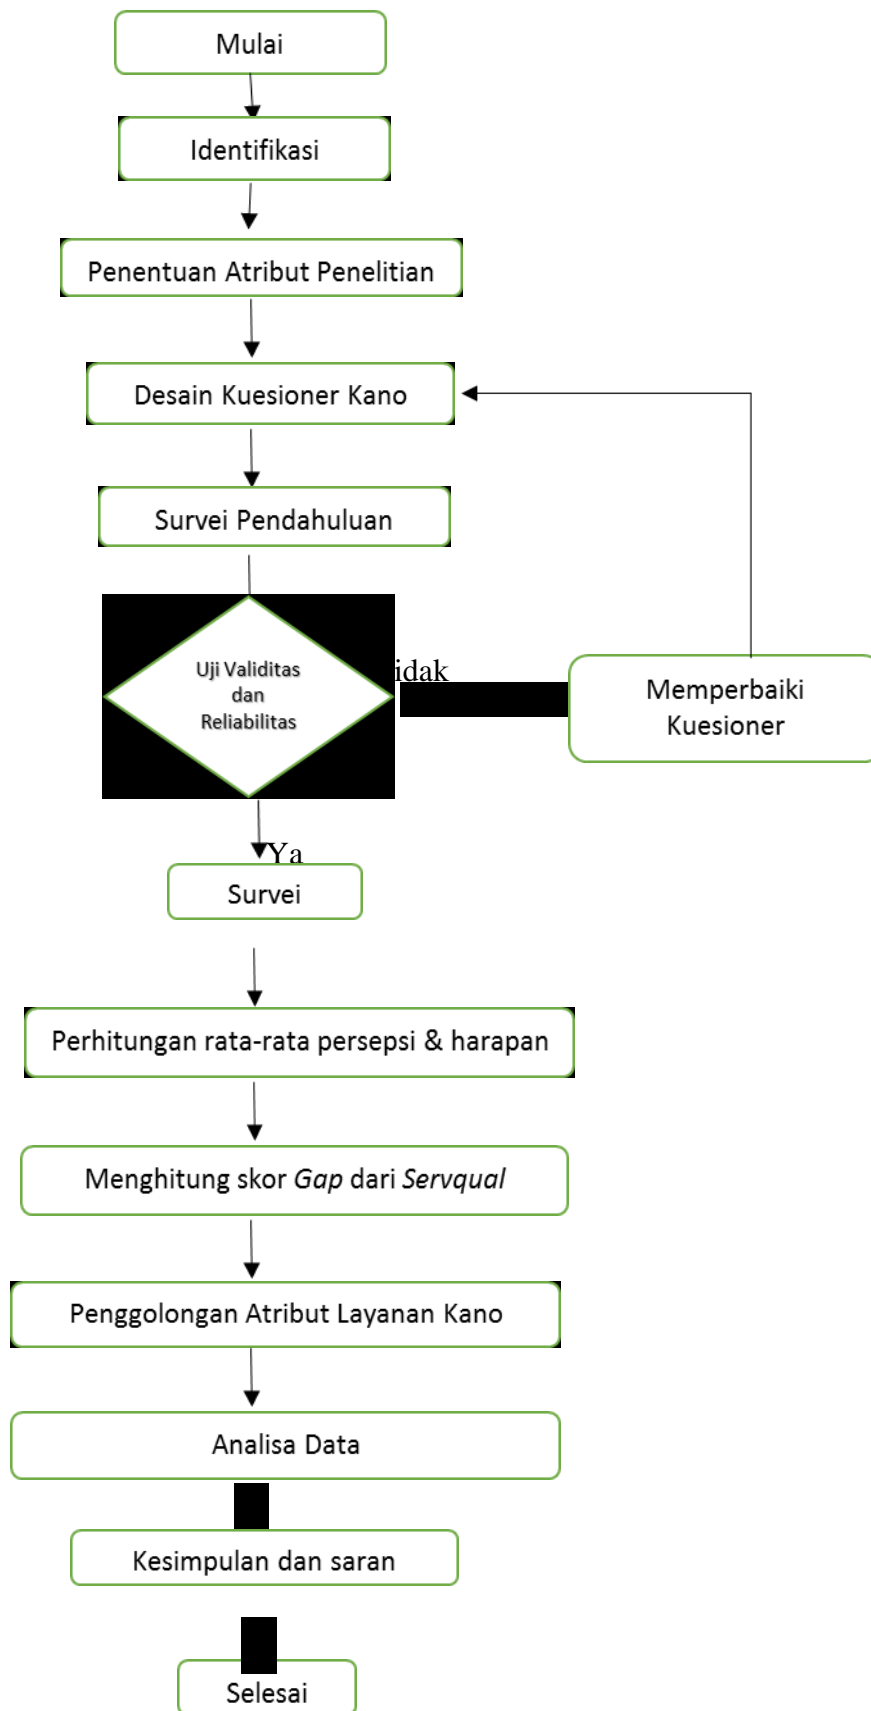 Mulai
Identifikasi
Penentuan Atribut Penelitian
Desain Kuesioner Kano
Survei Pendahuluan
Uji Validitas
dan
Reliabilitas
idak
Memperbaiki
Kuesioner
Ya
Survei
Perhitungan rata-rata persepsi & harapan
Menghitung skor Gap dari Servqual
Penggolongan Atribut Layanan Kano
Analisa Data
Kesimpulan dan saran
Selesai